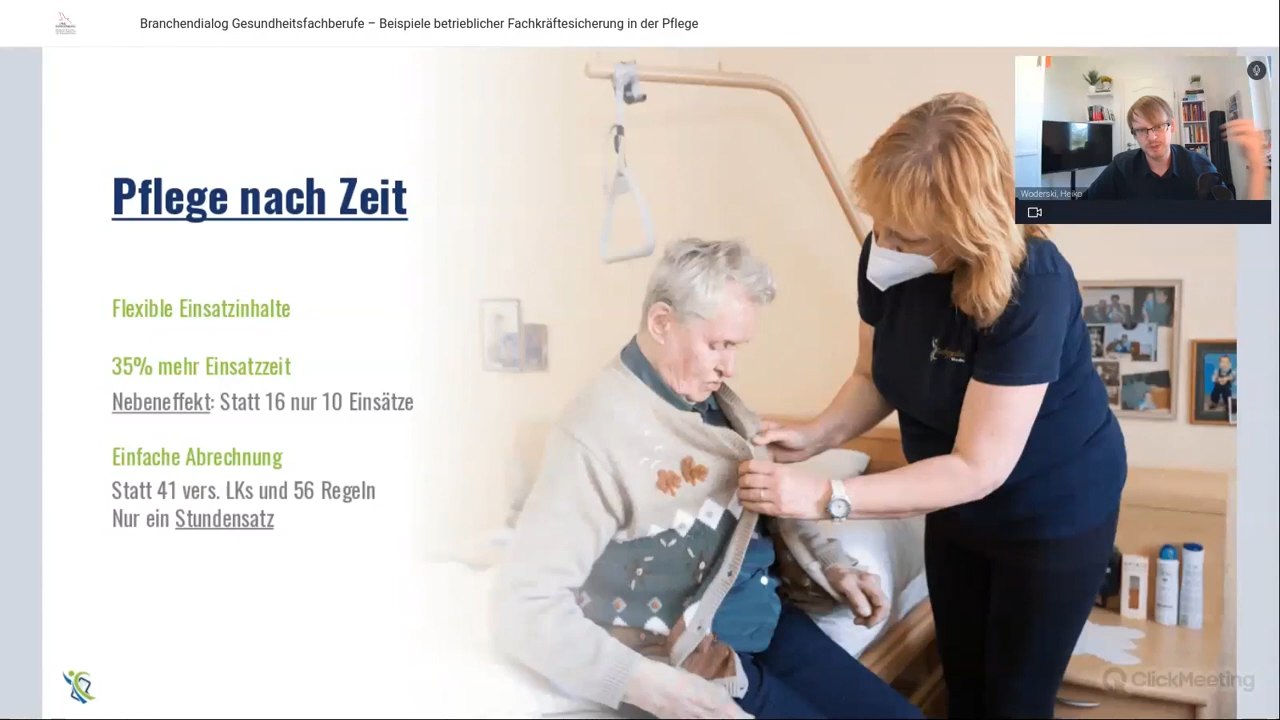 Branchendialog Gesundheitsfachberufe – Beispiele betrieblicher Fachkräftesicherung in der Pflege
Woderski, Heiko
Pflege nach Zeit
Flexible Einsatzinhalte
35% mehr Einsatzzeit
Nebeneffekt: Statt 16 nur 10 Einsätze
Einfache Abrechnung
Statt 41 vers. LKs und 56 Regeln
Nur ein Stundensatz
ClickMeeting